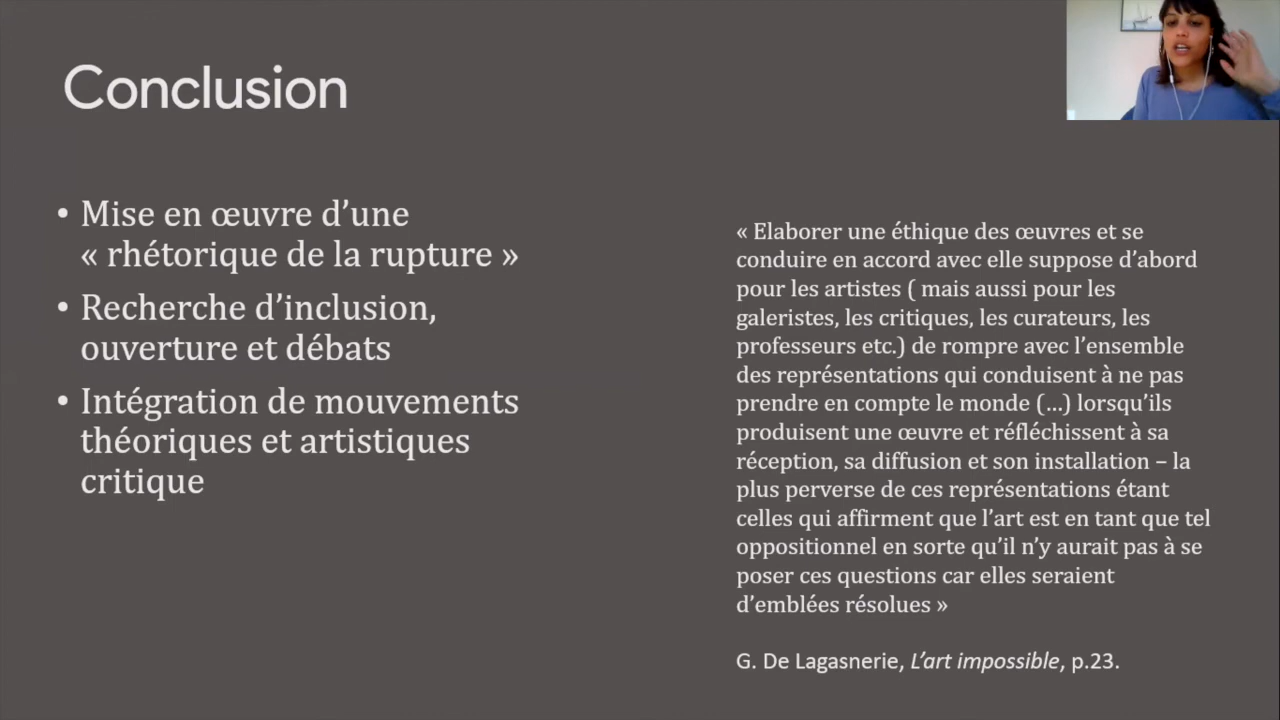 Conclusion
• Mise en œuvre d’une
« rhétorique de la rupture »
• Recherche d’inclusion,
ouverture et débats
• Intégration de mouvements
théoriques et artistiques
critique
« Elaborer une éthique des œuvres et se
conduire en accord avec elle suppose d’abord
pour les artistes ( mais aussi pour les
galeristes, les critiques, les curateurs, les
professeurs etc.) de rompre avec l’ensemble
des représentations qui conduisent à ne pas
prendre en compte le monde (…) lorsqu’ils
produisent une œuvre et réfléchissent à sa
réception, sa diffusion et son installation – la
plus perverse de ces représentations étant
celles qui affirment que l’art est en tant que tel
oppositionnel en sorte qu’il n’y aurait pas à se
poser ces questions car elles seraient
d’emblées résolues »
G. De Lagasnerie, L’art impossible, p.23.